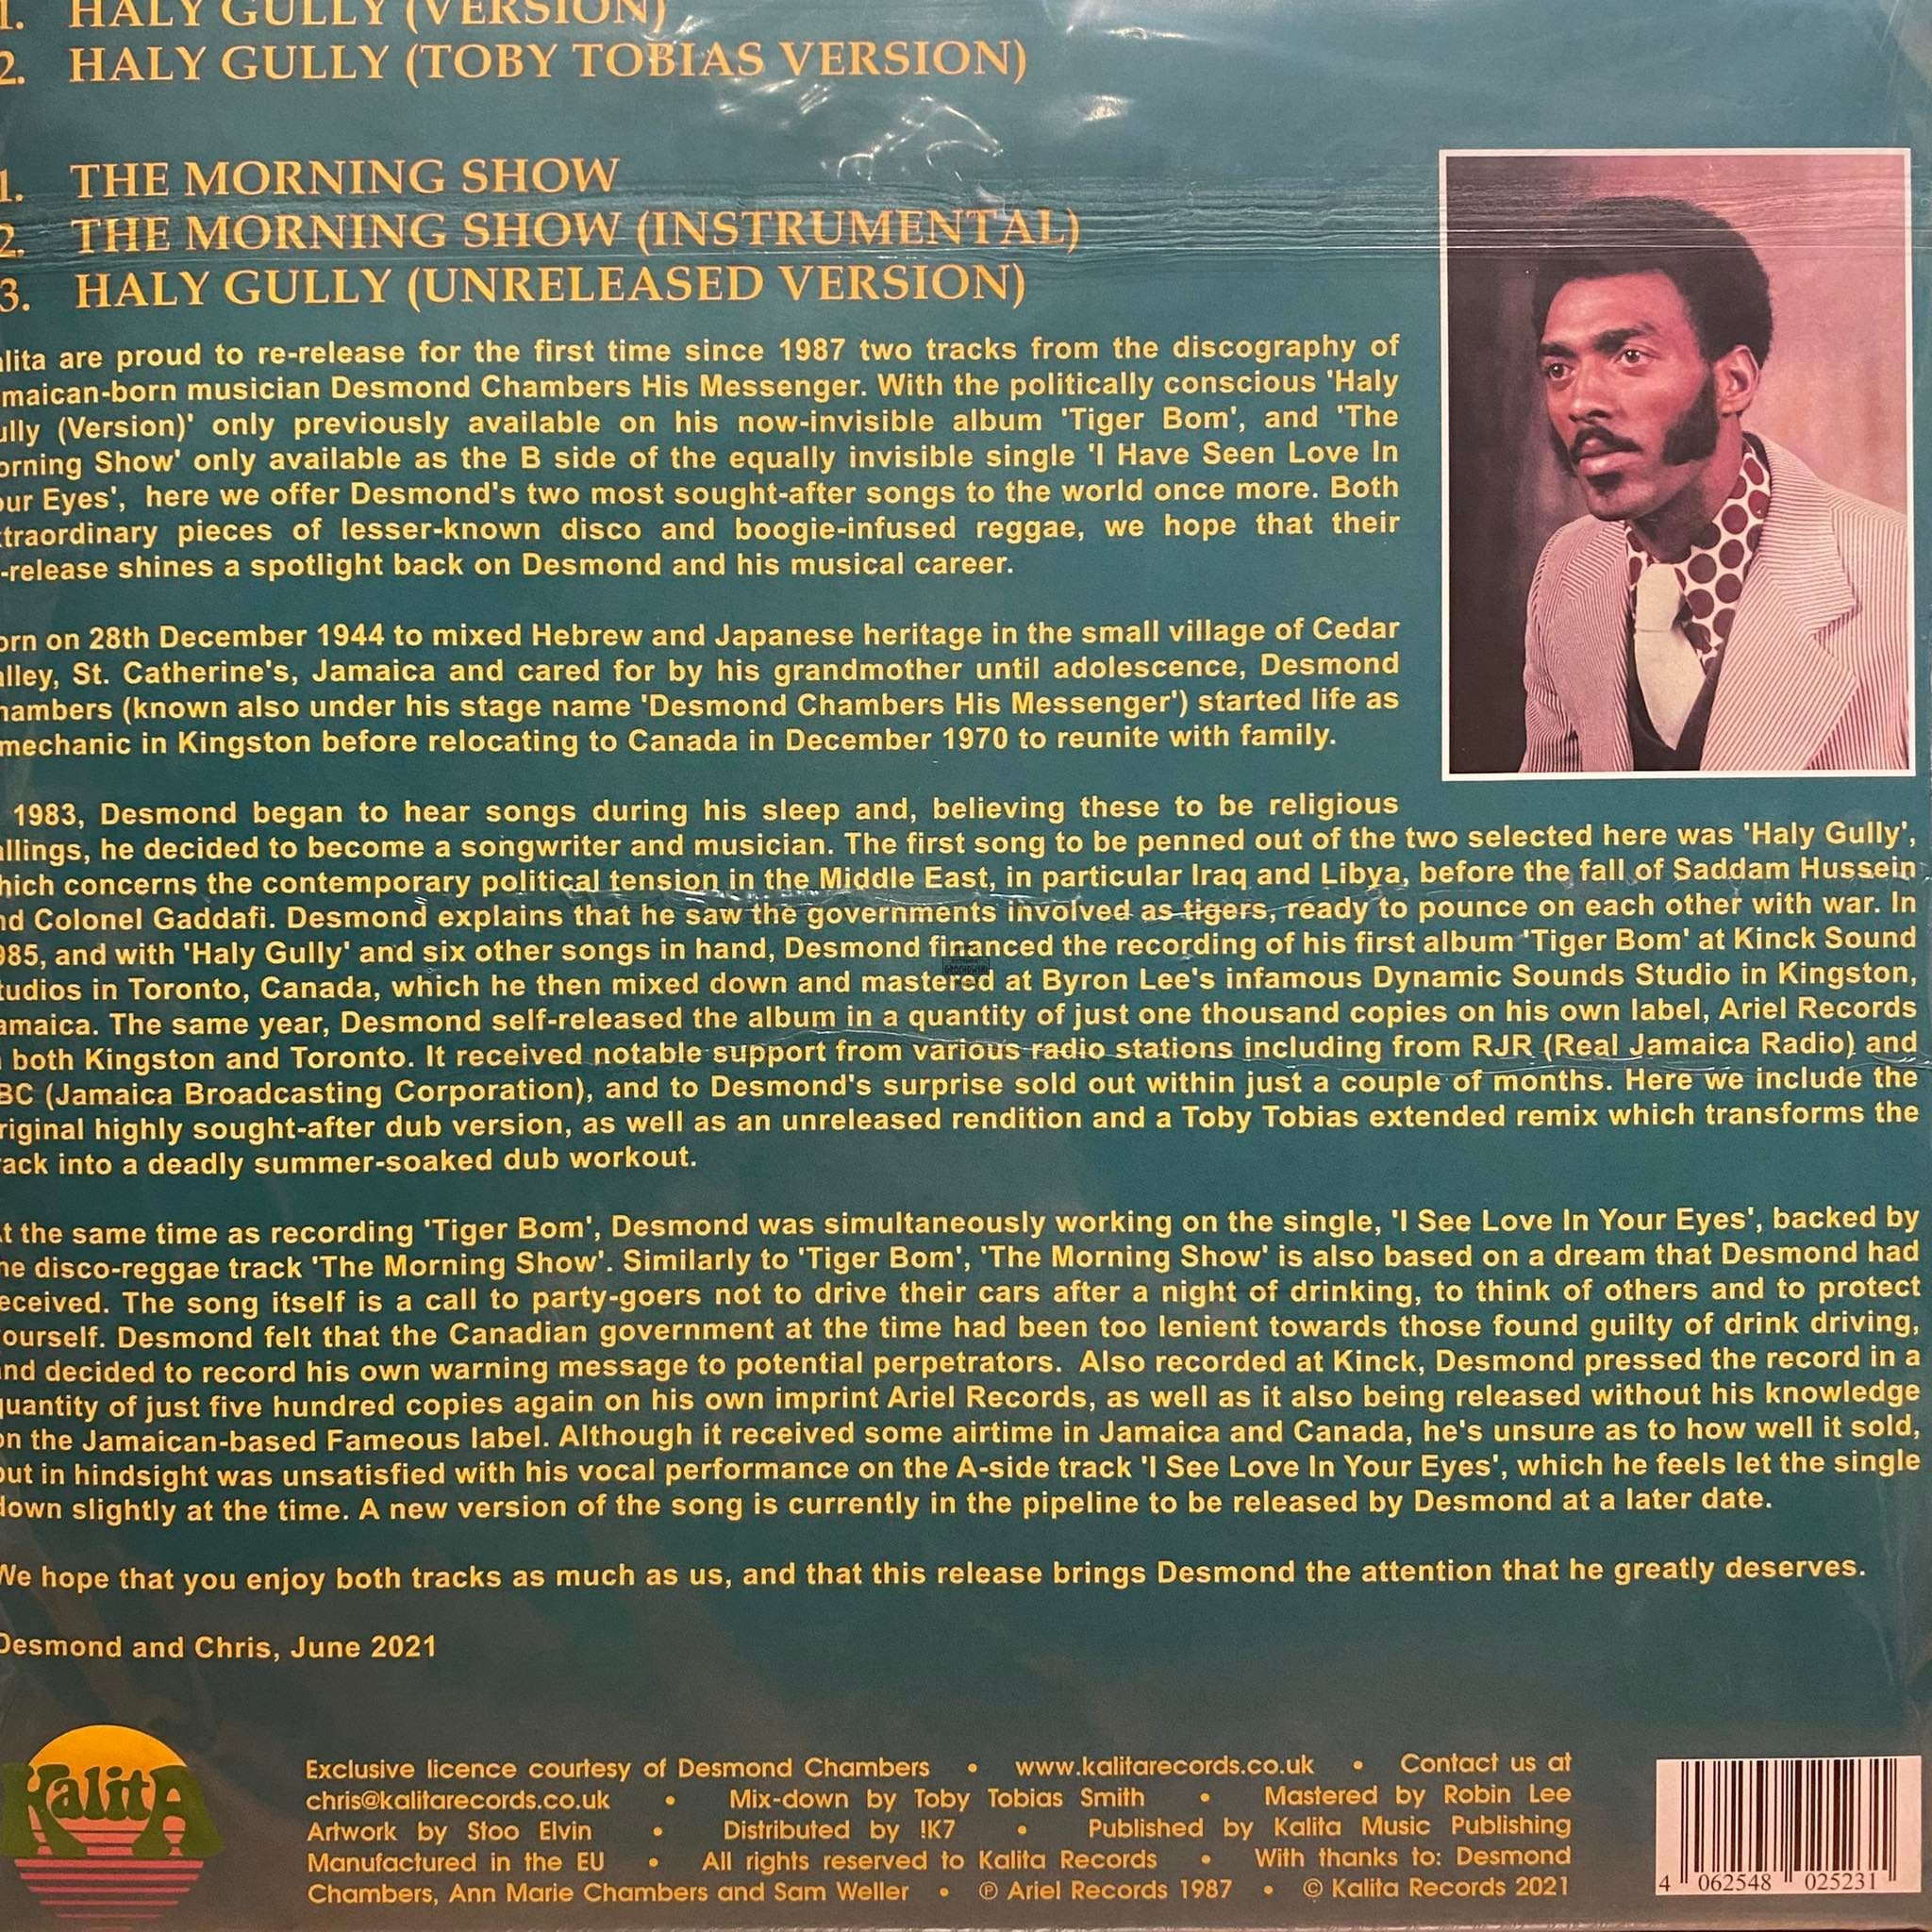 1. HALY GULLY (VERSION)
2. HALY GULLY (TOBY TOBIAS VERSION)
1. THE MORNING SHOW
2. THE MORNING SHOW (INSTRUMENTAL)
3. HALY GULLY (UNRELEASED VERSION)
lita are proud to re-release for the first time since 1987 two tracks from the discography of
maican-born musician Desmond Chambers His Messenger. With the politically conscious 'Haly
ully (Version)' only previously available on his now-invisible album 'Tiger Bom', and 'The
orning Show' only available as the B side of the equally invisible single 'I Have Seen Love In
our Eyes', here we offer Desmond's two most sought-after songs to the world once more. Both
traordinary pieces of lesser-known disco and boogie-infused reggae, we hope that their
-release shines a spotlight back on Desmond and his musical career.
orn on 28th December 1944 to mixed Hebrew and Japanese heritage in the small village of Cedar
alley, St. Catherine's, Jamaica and cared for by his grandmother until adolescence, Desmond
hambers (known also under his stage name 'Desmond Chambers His Messenger') started life as
mechanic in Kingston before relocating to Canada in December 1970 to reunite with family.
1983, Desmond began to hear songs during his sleep and, believing these to be religious
allings, he decided to become a songwriter and musician. The first song to be penned out of the two selected here was 'Haly Gully',
hich concerns the contemporary political tension in the Middle East, in particular Iraq and Libya, before the fall of Saddam Hussein
nd Colonel Gaddafi. Desmond explains that he saw the governments involved as tigers, ready to pounce on each other with war. In
985, and with 'Haly Gully' and six other songs in hand, Desmond financed the recording of his first album 'Tiger Bom' at Kinck Sound
tudios in Toronto, Canada, which he then mixed down and mastered at Byron Lee's infamous Dynamic Sounds Studio in Kingston,
amaica. The same year, Desmond self-released the album in a quantity of just one thousand copies on his own label, Ariel Records
both Kingston and Toronto. It received notable support from various radio stations including from RJR (Real Jamaica Radio) and
BC (Jamaica Broadcasting Corporation), and to Desmond's surprise sold out within just a couple of months. Here we include the
riginal highly sought-after dub version, as well as an unreleased rendition and a Toby Tobias extended remix which transforms the
rack into a deadly summer-soaked dub workout.
At the same time as recording 'Tiger Bom', Desmond was simultaneously working on the single, 'I See Love In Your Eyes', backed by
he disco-reggae track 'The Morning Show'. Similarly to 'Tiger Bom', 'The Morning Show' is also based on a dream that Desmond had
eceived. The song itself is a call to party-goers not to drive their cars after a night of drinking, to think of others and to protect
ourself. Desmond felt that the Canadian government at the time had been too lenient towards those found guilty of drink driving,
nd decided to record his own warning message to potential perpetrators. Also recorded at Kinck, Desmond pressed the record in a
quantity of just five hundred copies again on his own imprint Ariel Records, as well as it also being released without his knowledge
on the Jamaican-based Fameous label. Although it received some airtime in Jamaica and Canada, he's unsure as to how well it sold,
but in hindsight was unsatisfied with his vocal performance on the A-side track 'I See Love In Your Eyes', which he feels let the single
down slightly at the time. A new version of the song is currently in the pipeline to be released by Desmond at a later date.
We hope that you enjoy both tracks as much as us, and that this release brings Desmond the attention that he greatly deserves.
Desmond and Chris, June 2021
Kalita
Exclusive licence courtesy of Desmond Chambers • www.kalitarecords.co.uk • Contact us at
chris@kalitarecords.co.uk • Mix-down by Toby Tobias Smith • Mastered by Robin Lee
Artwork by Stoo Elvin • Distributed by !K7 • Published by Kalita Music Publishing
Manufactured in the EU • All rights reserved to Kalita Records • With thanks to: Desmond
Chambers, Ann Marie Chambers and Sam Weller • ℗ Ariel Records 1987 • © Kalita Records 2021
4 062548 025231